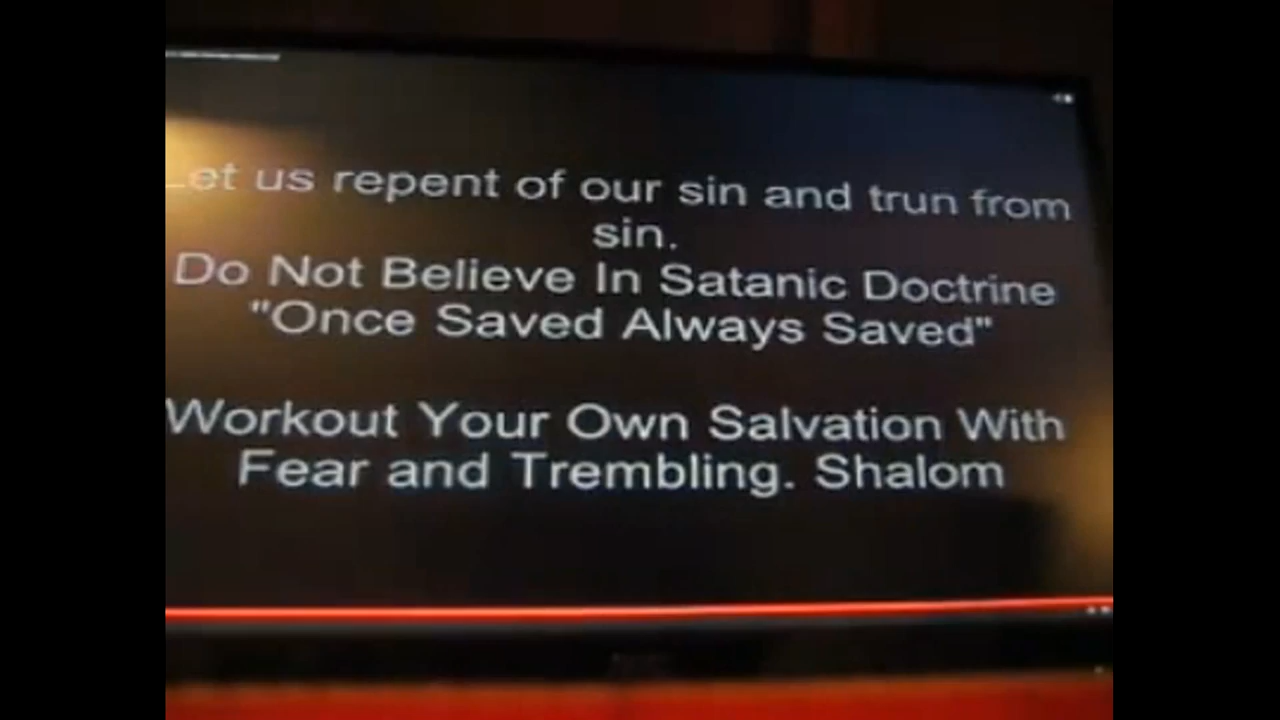 Let us repent of our sin and trun from
sin.
Do Not Believe In Satanic Doctrine
"Once Saved Always Saved"
Workout Your Own Salvation With
Fear and Trembling. Shalom